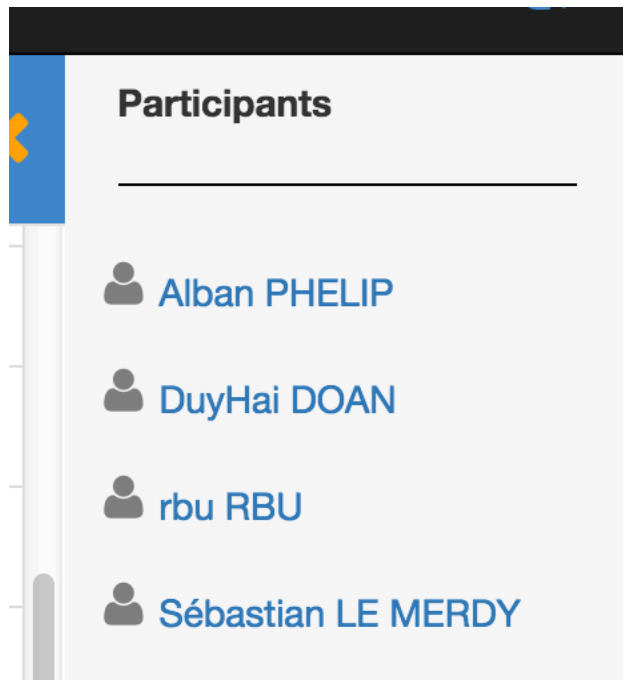 Participants
Alban PHELIP
DuyHai DOAN
rbu RBU
Sébastian LE MERDY